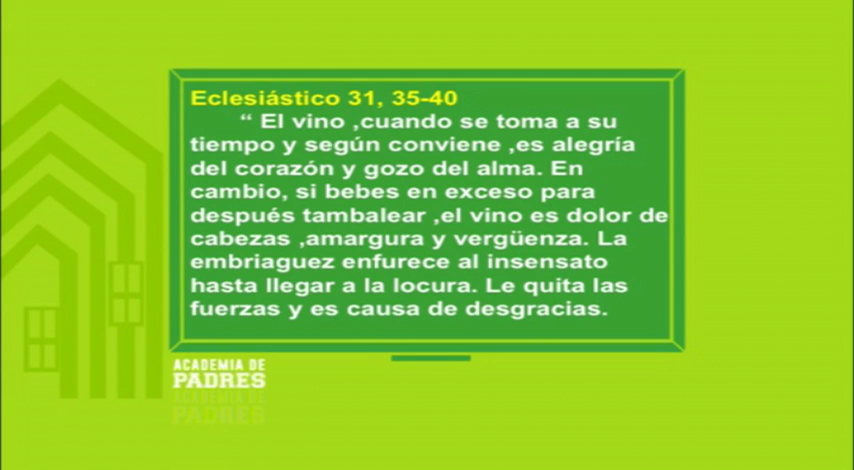 Eclesiástico 31, 35-40
“ El vino ,cuando se toma a su
tiempo y según conviene ,es alegría
del corazón y gozo del alma. En
cambio, si bebes en exceso para
después tambalear ,el vino es dolor de
cabezas ,amargura y vergüenza. La
embriaguez enfurece al insensato
hasta llegar a la locura. Le quita las
fuerzas y es causa de desgracias.
ACADEMIA DE
PADRES